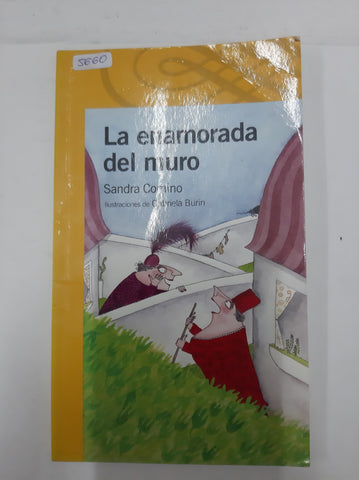 5660
La enamorada
del muro
Sandra Comino
Ilustraciones de Gabriela Burin